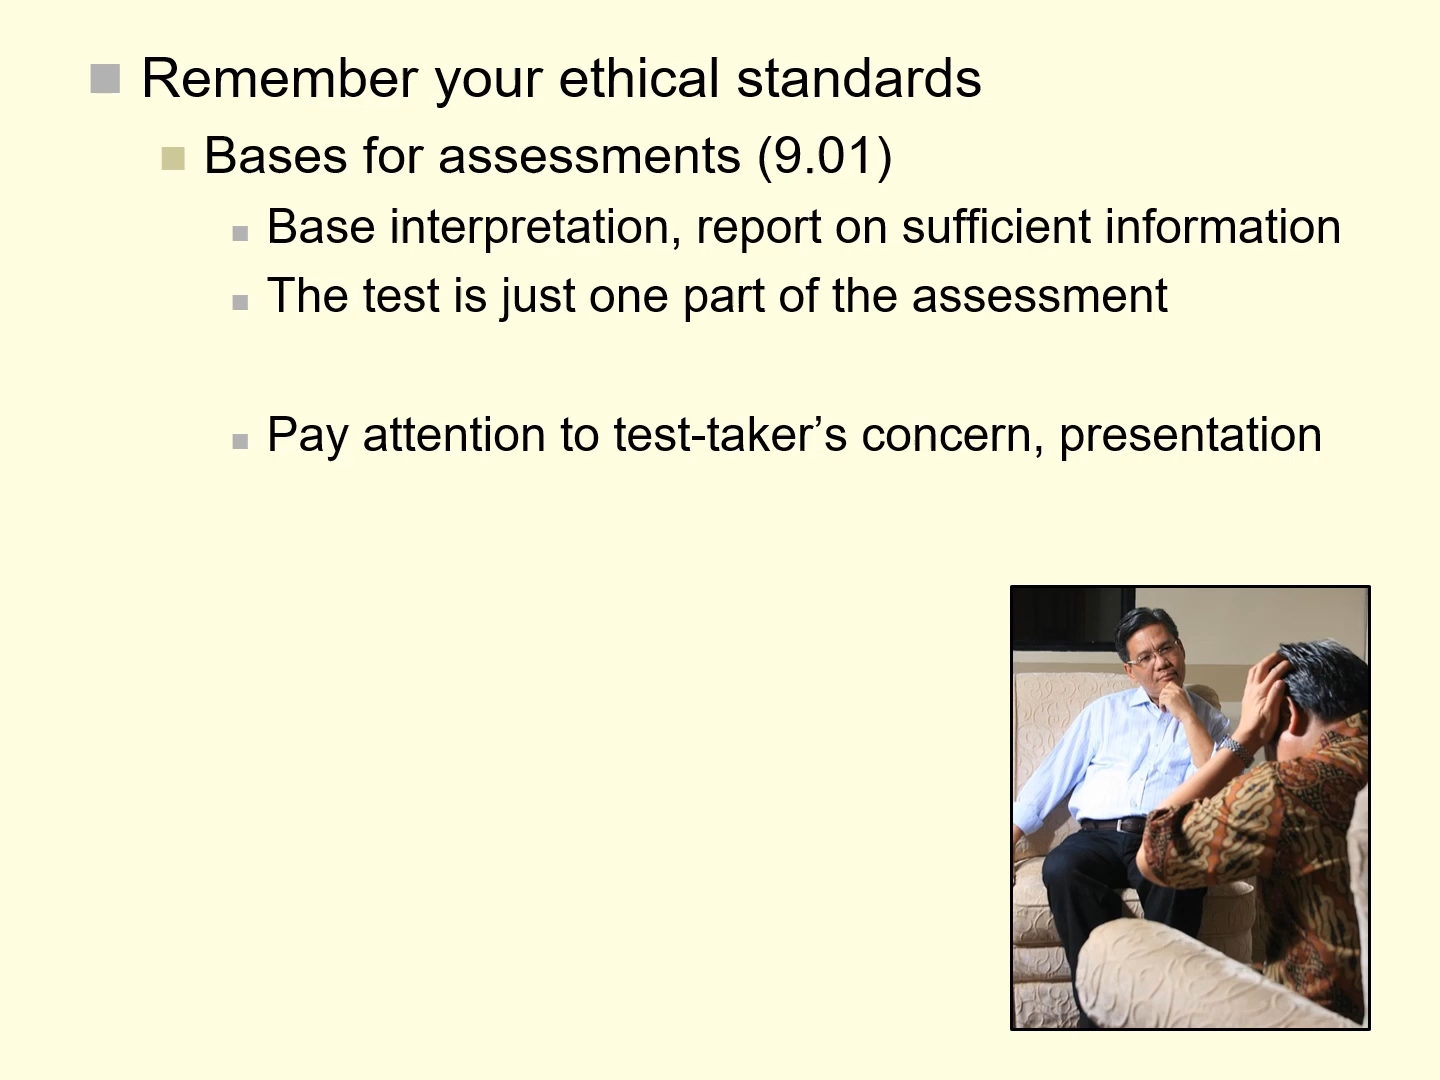 Remember your ethical standards
Bases for assessments (9.01)
Base interpretation, report on sufficient information
The test is just one part of the assessment
Pay attention to test-taker’s concern, presentation